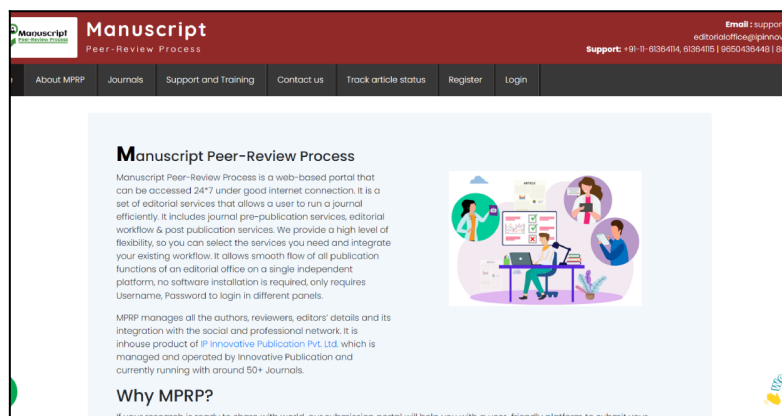 Manuscript
Peer-Review Process
Manuscript
Peer-Review Process
Email : suppor
editorialoffice@ipinnov
Support: +91-11-61364114, 61364115 | 9650436448 | 8
About MPRP Journals Support and Training Contact us Track article status Register Login
Manuscript Peer-Review Process
Manuscript Peer-Review Process is a web-based portal that
can be accessed 24*7 under good internet connection. It is a
set of editorial services that allows a user to run a journal
efficiently. It includes journal pre-publication services, editorial
workflow & post publication services. We provide a high level of
flexibility, so you can select the services you need and integrate
your existing workflow. It allows smooth flow of all publication
functions of an editorial office on a single independent
platform, no software installation is required, only requires
Username, Password to login in different panels.
ARTICLE
MPRP manages all the authors, reviewers, editors' details and its
integration with the social and professional network. It is
inhouse product of IP Innovative Publication Pvt. Ltd. which is
managed and operated by Innovative Publication and
currently running with around 50+ Journals.
Why MPRP?